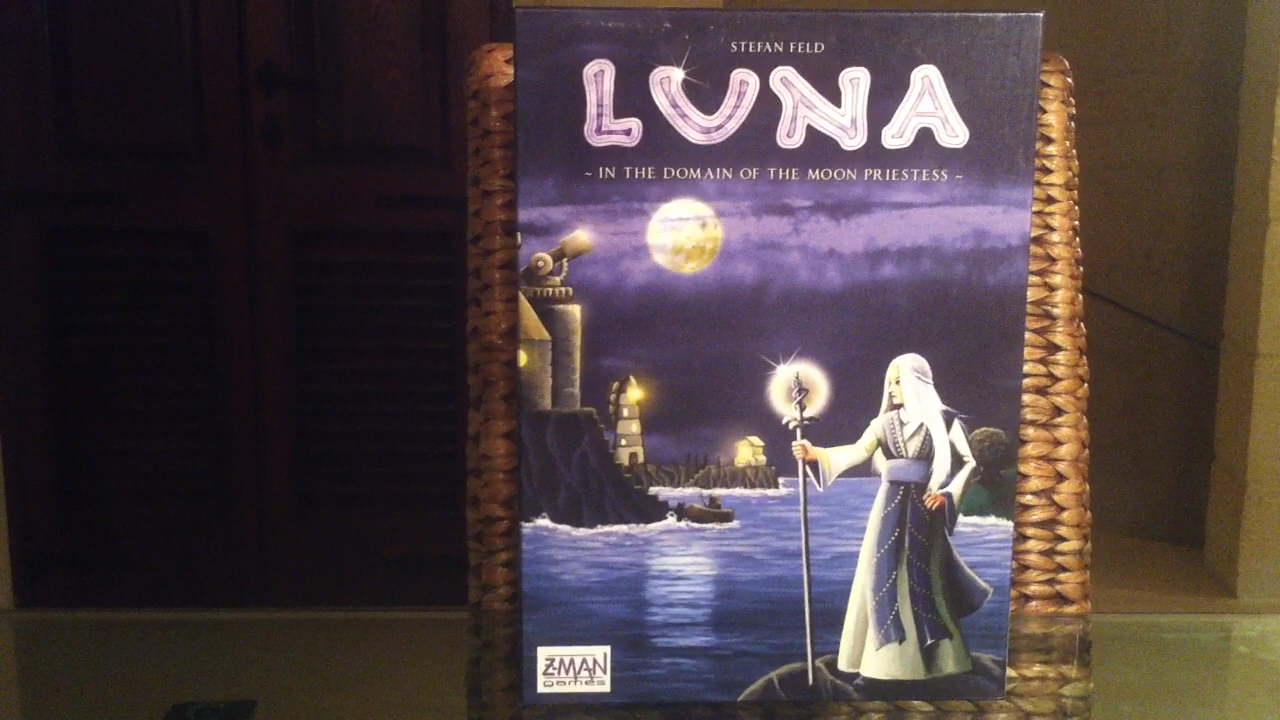 STEFAN FELD
LUNA
~ IN THE DOMAIN OF THE MOON PRIESTESS ~
Z-MAN
games